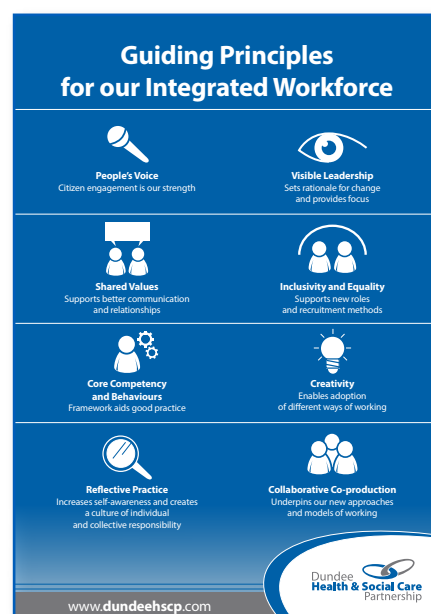 Guiding Principles
for our Integrated Workforce
People's Voice
Citizen engagement is our strength
Visible Leadership
Sets rationale for change
and provides focus
Shared Values
Supports better communication
and relationships
Inclusivity and Equality
Supports new roles
and recruitment methods
Core Competency
and Behaviours
Framework aids good practice
Creativity
Enables adoption
of different ways of working
Reflective Practice
Increases self-awareness and creates
a culture of individual
and collective responsibility
Collaborative Co-production
Underpins our new approaches
and models of working
www.dundeehscp.com
Dundee
Health & Social Care
Partnership